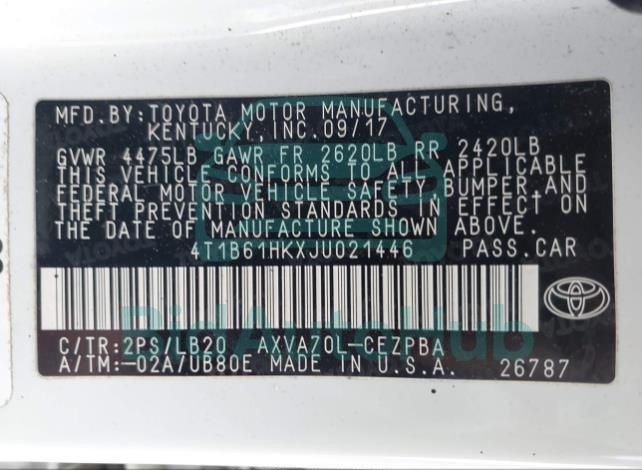 MFD.BY:TOYOTA MOTOR MANUFACTURING,
KENTUCKY,INC.09/17
GVWR 4475LB GAWR FR 2620LB RR 2420LB
THIS VEHICLE CONFORMS TO ALL APPLICABLE
FEDERAL MOTOR VEHICLE SAFETY,BUMPER,AND
THEFT PREVENTION STANDARDS IN EFFECT ON
THE DATE OF MANUFACTURE SHOWN ABOVE.
4T1B61HKXJU021446 PASS.CAR
BidAutoHub
C/TR:2PS/LB20 AXVA70L-CEZPBA
A/TM:-02A/UB80E MADE IN U.S.A. 26787